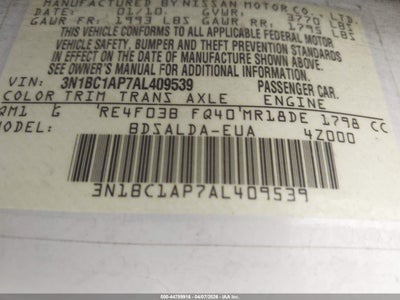 MANUFACTURED BY NISSAN MOTOR CO., LTD.
DATE: 01/10 GVWR: 3770 LBS
GAWR FR.: 1993 LBS GAWR RR.: 1795 LBS
THIS VEHICLE CONFORMS TO ALL APPLICABLE FEDERAL MOTOR
VEHICLE SAFETY, BUMPER AND THEFT PREVENTION STANDARDS
IN EFFECT ON THE DATE OF MANUFACTURE SHOWN ABOVE.
SEE OWNER'S MANUAL FOR ADDITIONAL INFORMATION.
VIN: 3N1BC1AP7AL409539 PASSENGER CAR.
COLOR TRIM TRANS AXLE ENGINE
QM1 G RE4F03B FQ40 MR18DE 1798 CC
BDSALDA-EUA 4Z000
3N1BC1AP7AL409539